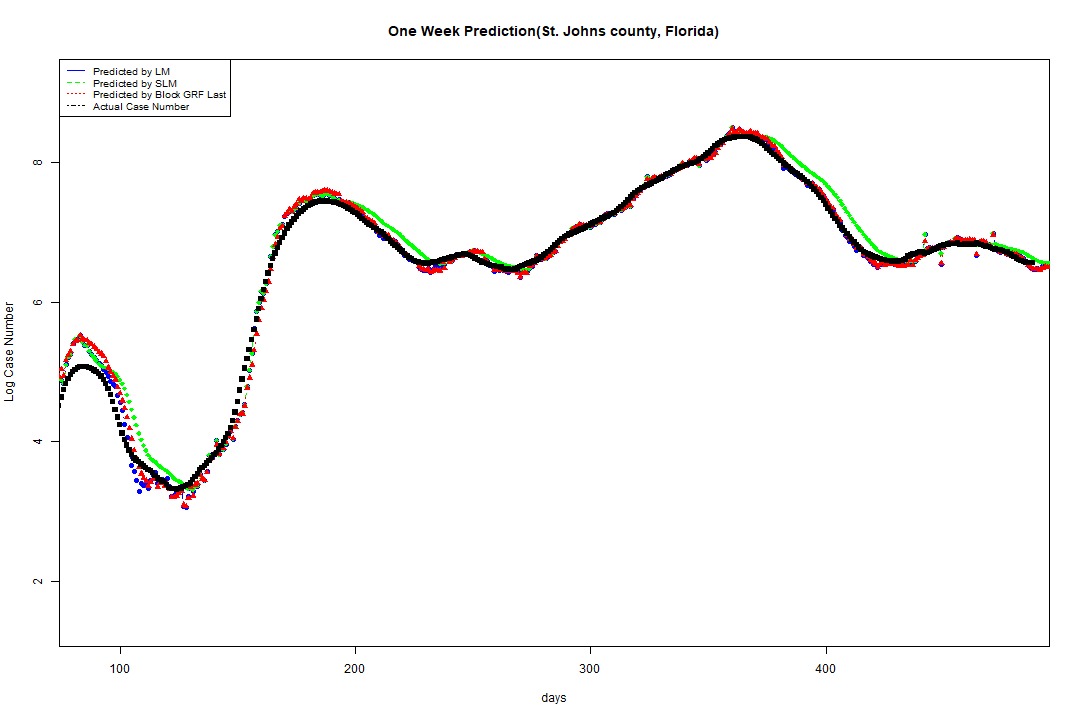 One Week Prediction(St. Johns county, Florida)
Predicted by LM
Predicted by SLM
Predicted by Block GRF Last
Actual Case Number
8
6
4
2
Log Case Number
100 200 300 400
days